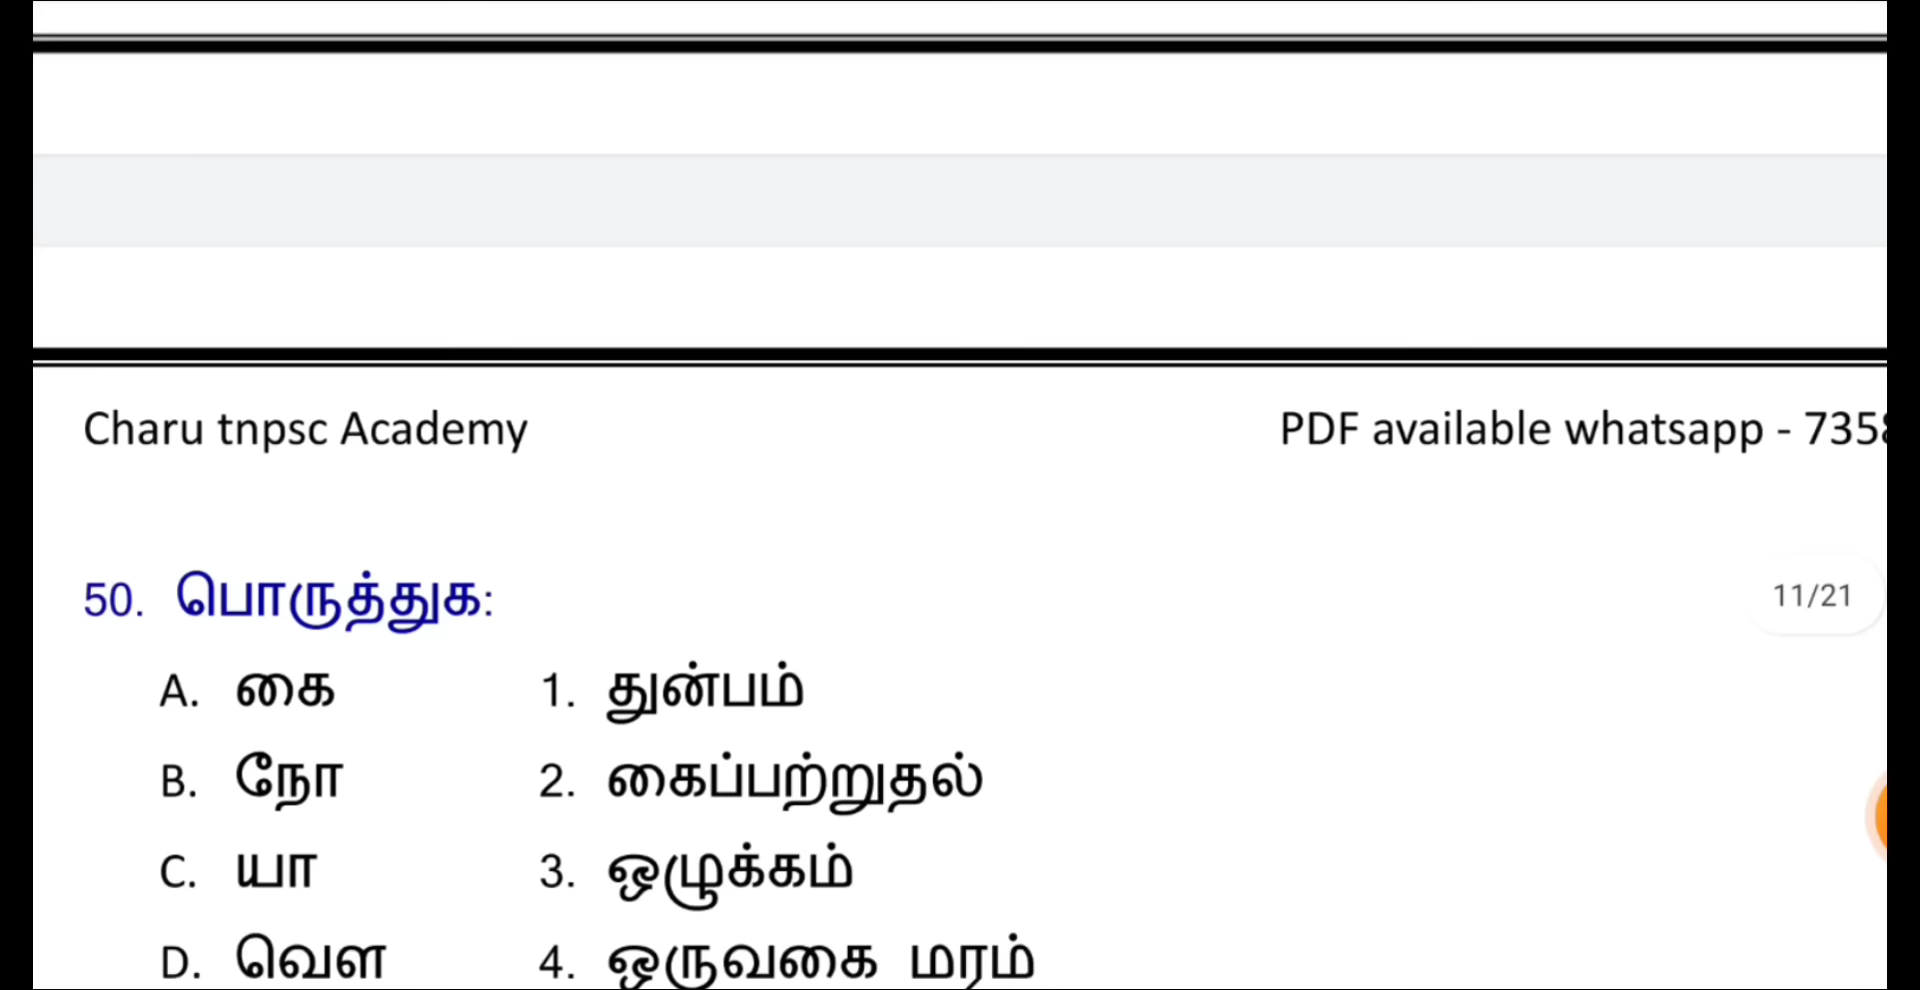 Charu tnpsc Academy PDF available whatsapp - 735
50. பொருத்துக:
11/21
A. கை 1. துன்பம்
B. நோ 2. கைப்பற்றுதல்
C. யா 3. ஒழுக்கம்
D. வௌ 4. ஒருவகை மரம்